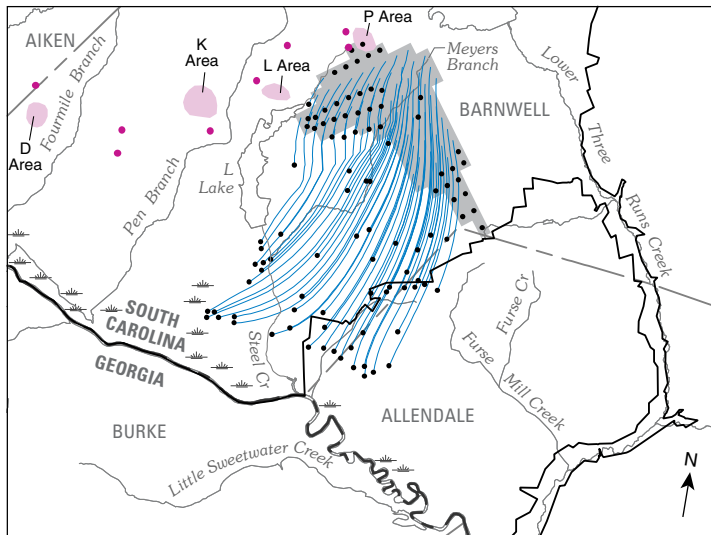 P Area
AIKEN
K
Area
L Area
Meyers
Branch
Lower
BARNWELL
Fourmile Branch
D
Area
Three
L
Lake
Pen Branch
Runs Creek
SOUTH
CAROLINA
GEORGIA
Steel Cr
Furse Cr
Furse
Mill Creek
BURKE
ALLENDALE
Little Sweetwater Creek
N